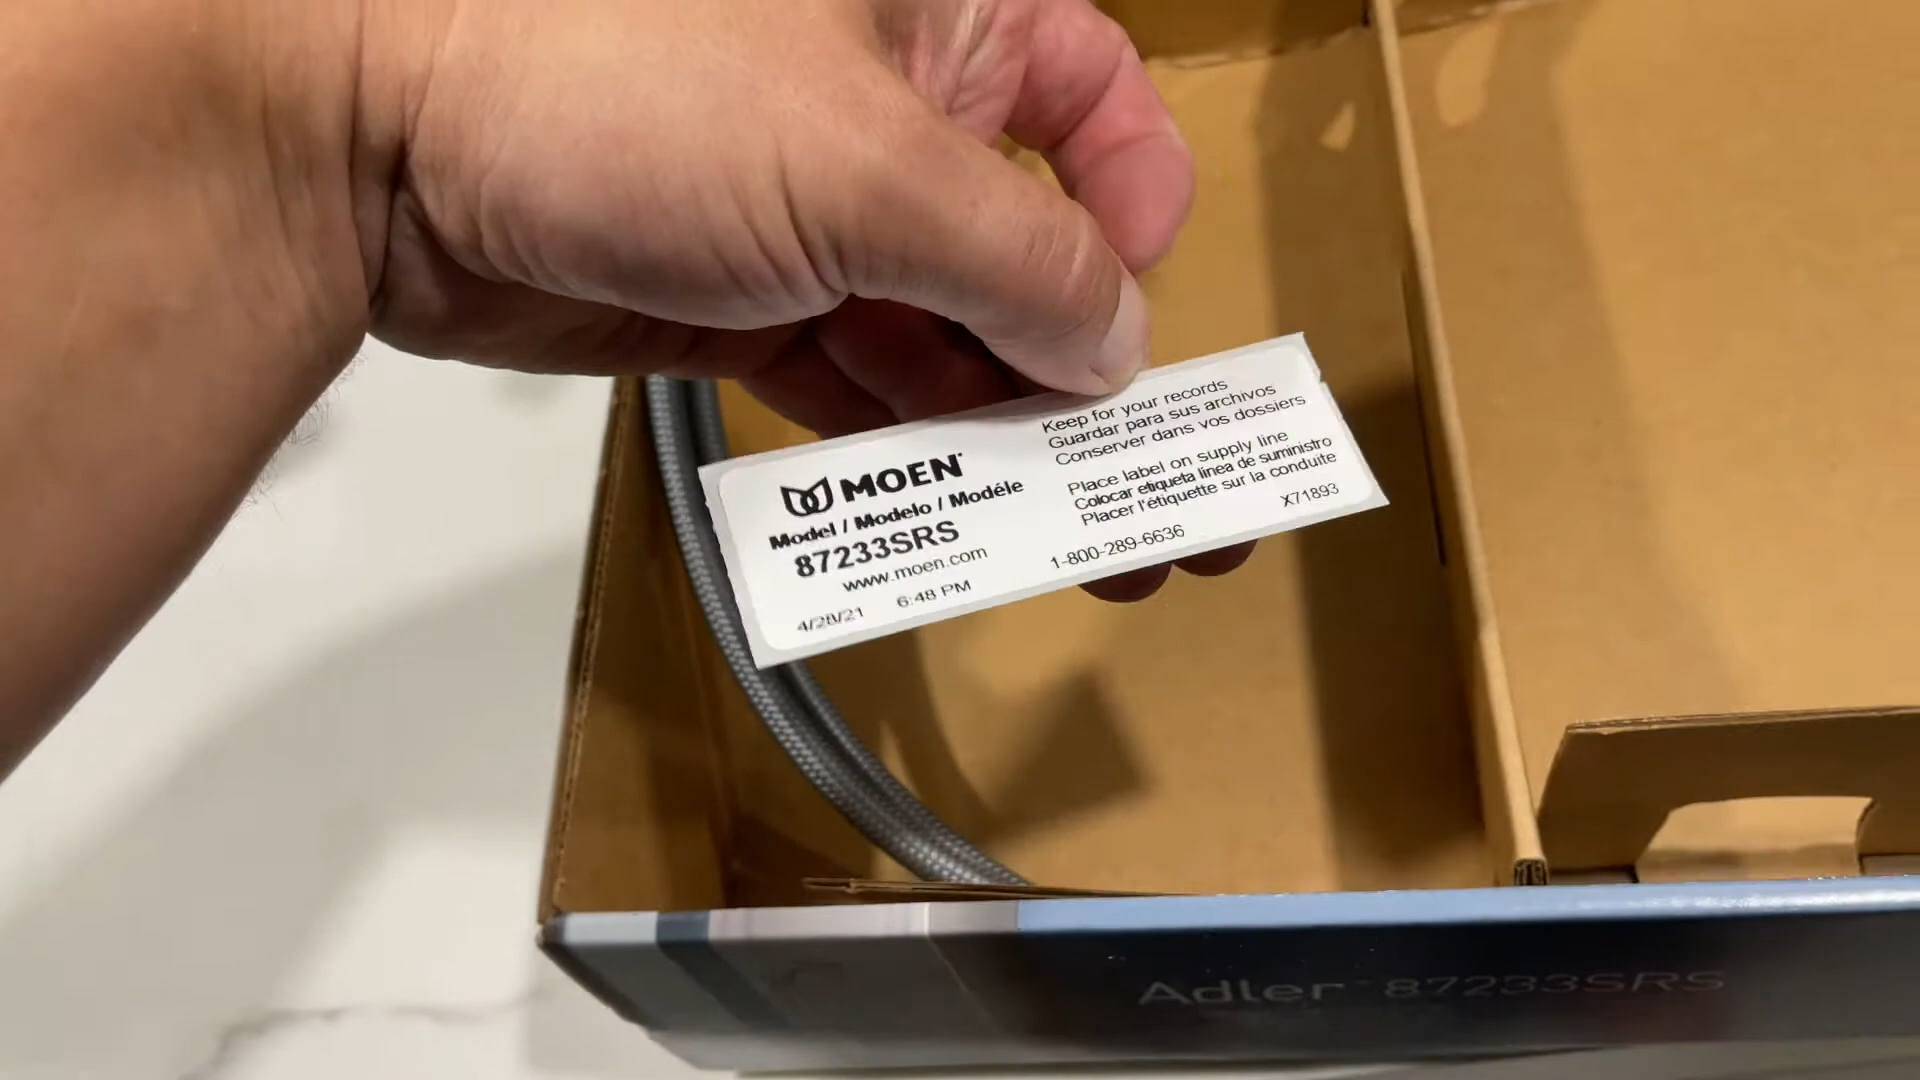 MOEN
Model / Modelo / Modéle
87233SRS
www.moen.com
4/28/21 6:48 PM
Keep for your records
Guardar para sus archivos
Conserver dans vos dossiers
Place label on supply line
Colocar etiqueta linea de suministro
Placer l'étiquette sur la conduite
X71893
1-800-289-6636
Adler 87233SRS